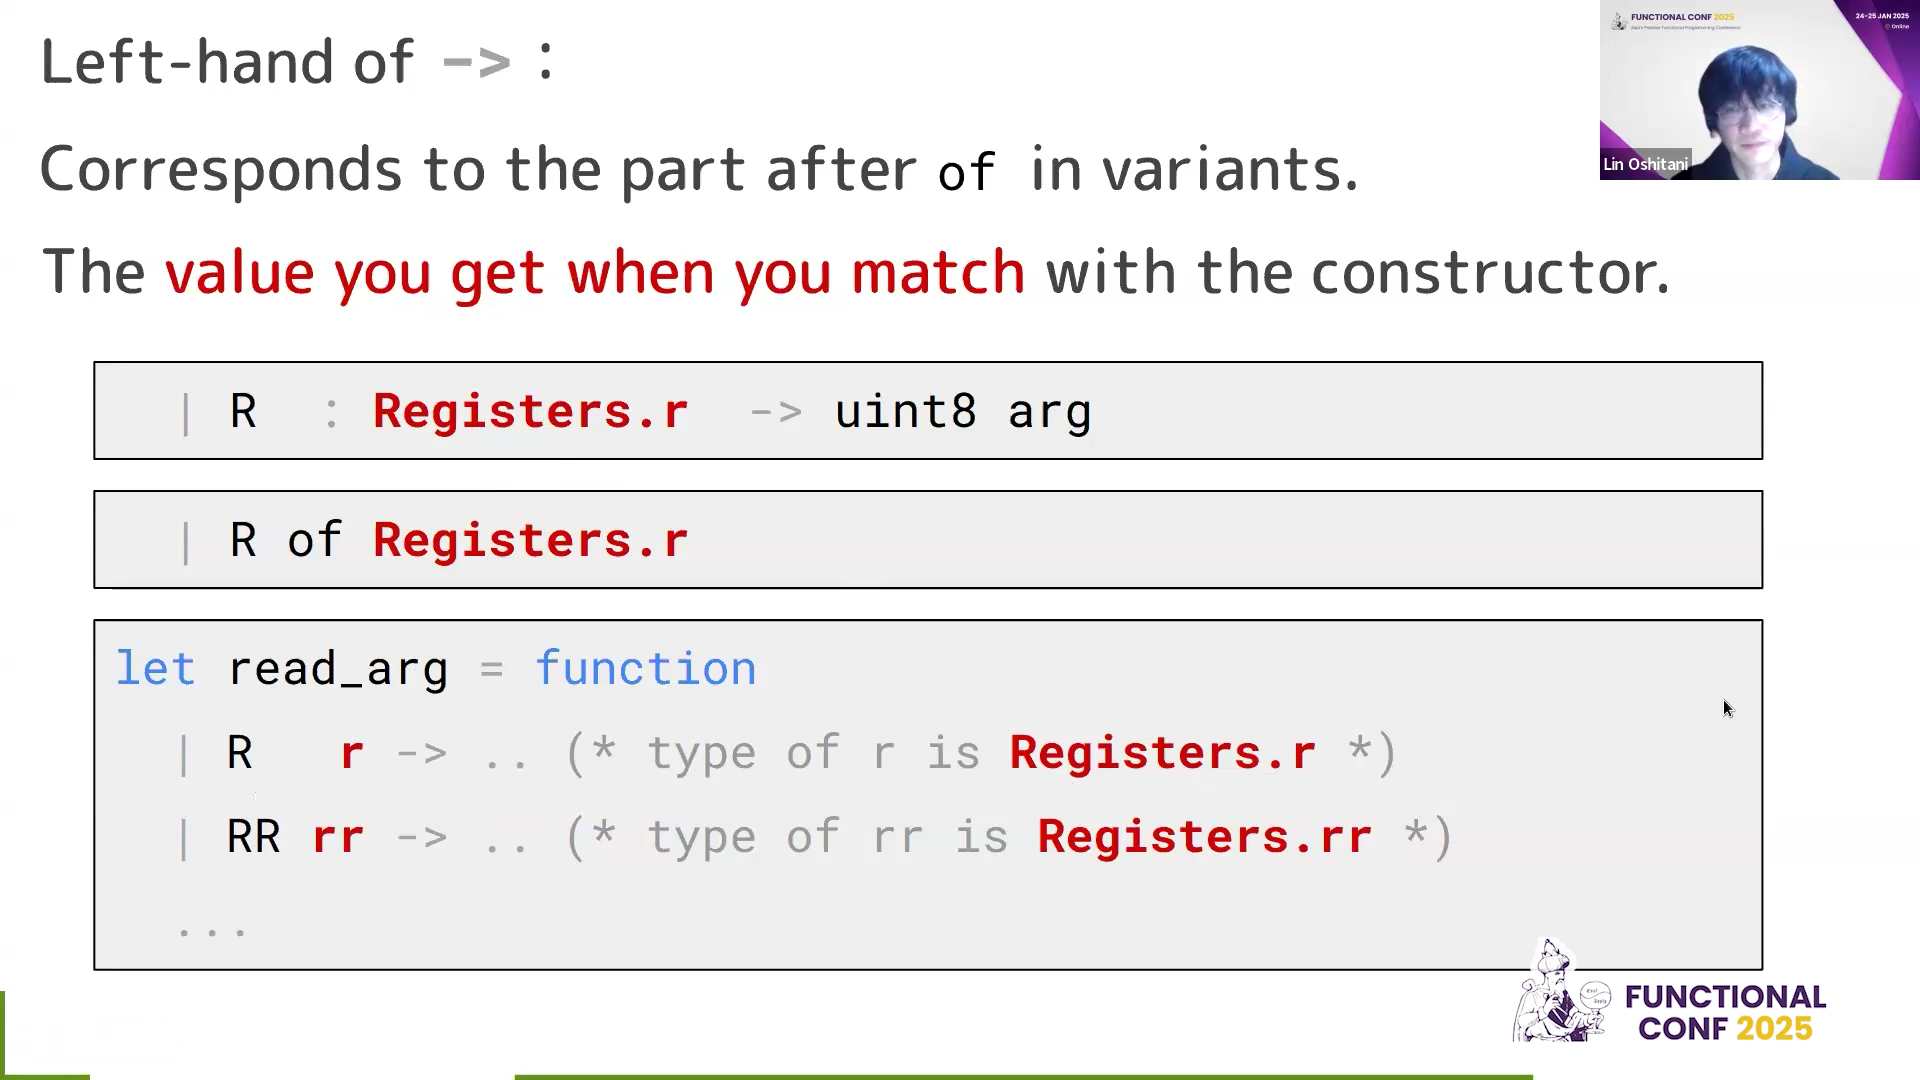 Left-hand of -> :
Corresponds to the part after of in variants.
The value you get when you match with the constructor.
| R : Registers.r -> uint8 arg
| R of Registers.r
let read_arg = function
| R r -> .. (* type of r is Registers.r *)
| RR rr -> .. (* type of rr is Registers.rr *)
...
FUNCTIONAL CONF 2025
24-25 JAN 2025
Online
Lin Oshitani
FUNCTIONAL
CONF 2025